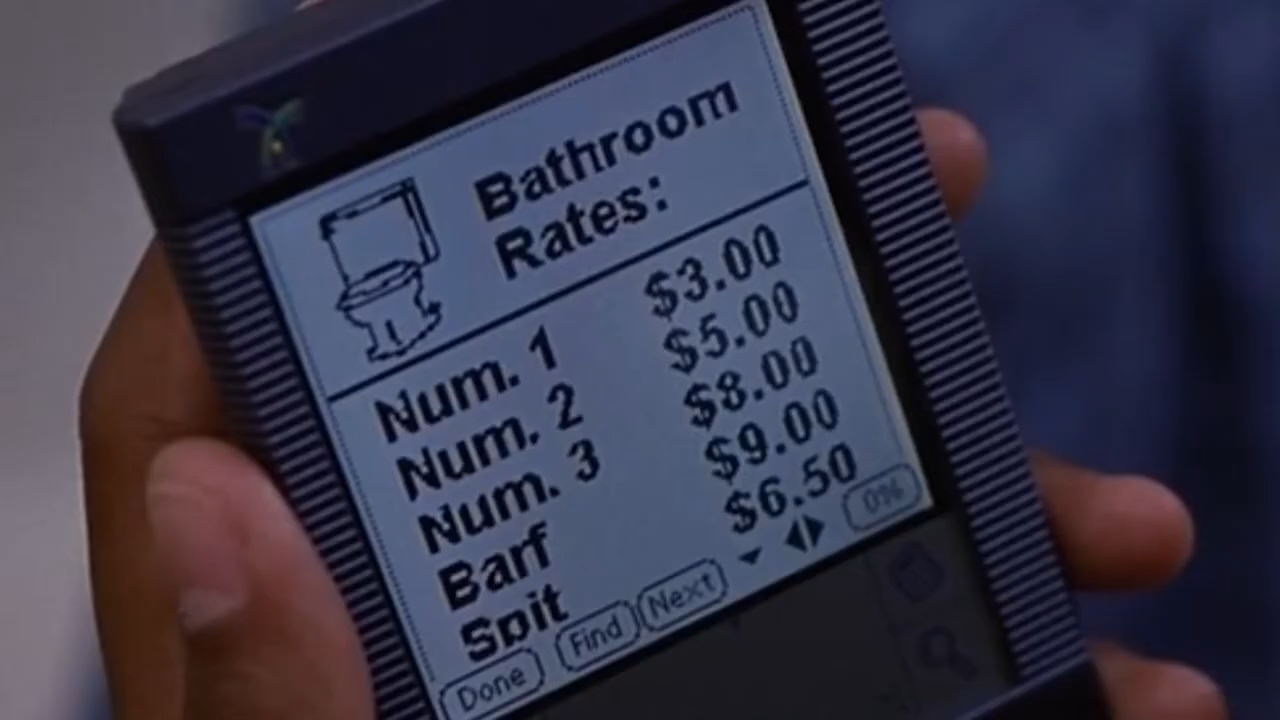 Bathroom
Rates:
Num. 1 $3.00
Num. 2 $5.00
Num. 3 $8.00
Barf $9.00
Spit $6.50
Done Find Next 0%